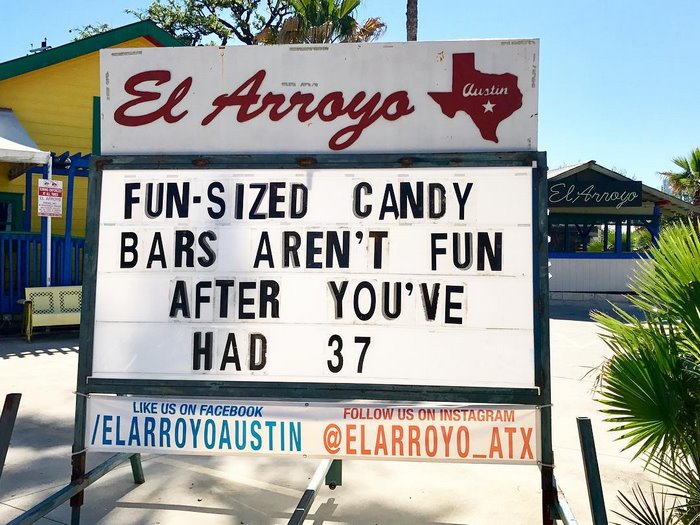 El Arroyo
Austin
FUN-SIZED CANDY
BARS AREN'T FUN
AFTER YOU'VE
HAD 37
LIKE US ON FACEBOOK
/ELARROYOAUSTIN
FOLLOW US ON INSTAGRAM
@ELARROYO_ATX
El Arroyo